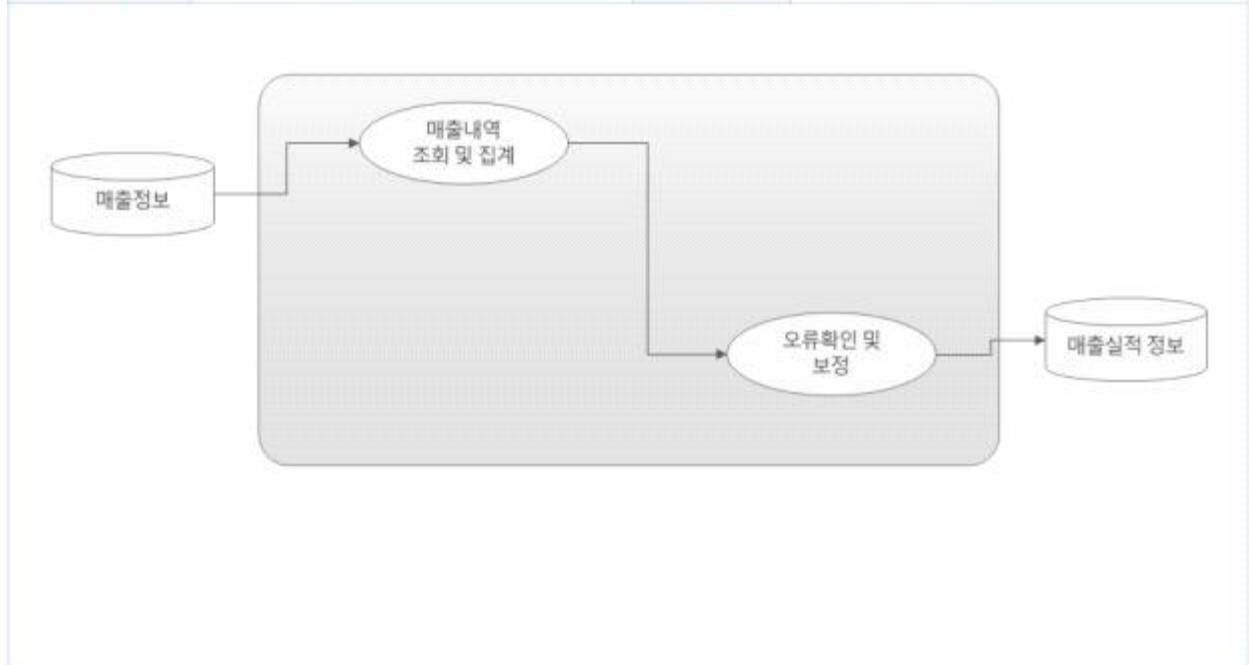 매출내역
조회 및 집계
매출정보
오류확인 및
보정
매출실적 정보